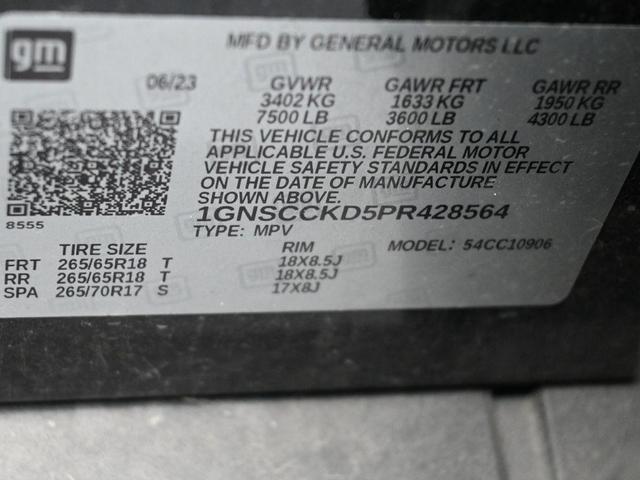 gm
MFD BY GENERAL MOTORS LLC
06/23 GVWR GAWR FRT GAWR RR
3402 KG 1633 KG 1950 KG
7500 LB 3600 LB 4300 LB
THIS VEHICLE CONFORMS TO ALL
APPLICABLE U.S. FEDERAL MOTOR
VEHICLE SAFETY STANDARDS IN EFFECT
ON THE DATE OF MANUFACTURE
SHOWN ABOVE.
8555 1GNSCCKD5PR428564
TYPE: MPV
TIRE SIZE RIM MODEL: 54CC10906
FRT 265/65R18 T 18X8.5J
RR 265/65R18 T 18X8.5J
SPA 265/70R17 S 17X8J